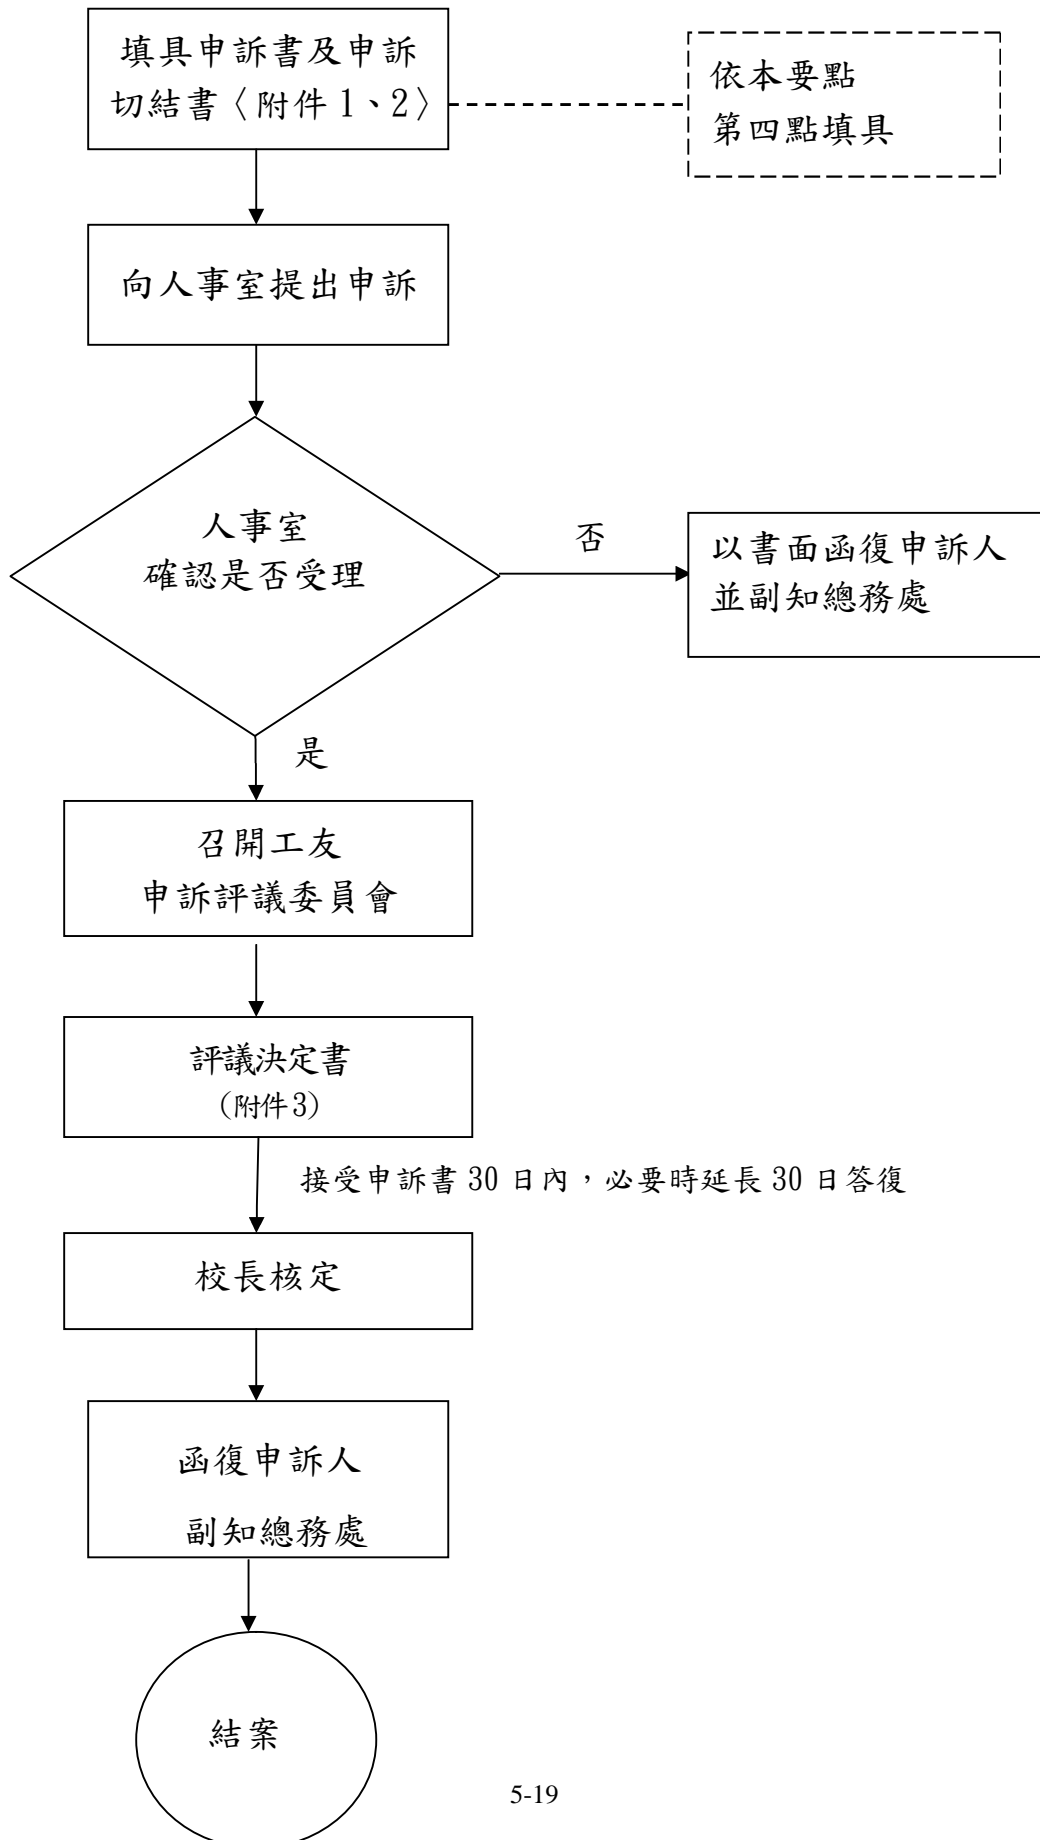 填具申訴書及申訴
切結書〈附件 1、2〉
依本要點
第四點填具
向人事室提出申訴
人事室
確認是否受理
否
以書面函復申訴人
並副知總務處
是
召開工友
申訴評議委員會
評議決定書
(附件3)
接受申訴書 30 日內，必要時延長 30 日答復
校長核定
函復申訴人
副知總務處
結案
5-19